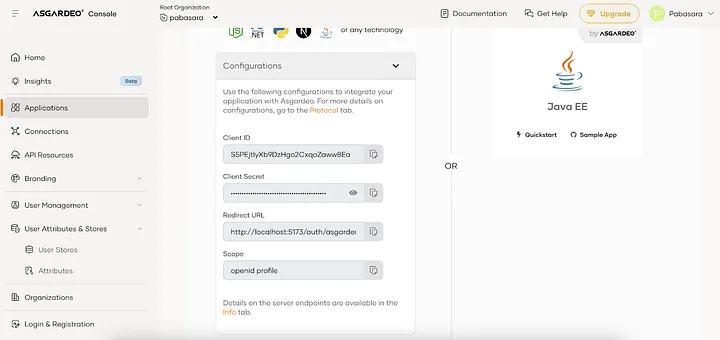 ASGARDEO Console
Root Organization
pabasara
Documentation
Get Help
Upgrade
P
Pabasara
Home
Insights
Beta
Applications
Connections
API Resources
Branding
User Management
User Attributes & Stores
User Stores
Attributes
Organizations
Login & Registration
.NET
N
or any technology
Configurations
Use the following configurations to integrate your
application with Asgardeo. For more details on
configurations, go to the Protocol tab.
Client ID
S5PEjtlyXb9DzHgo2CxqoZaww8Ea
Client Secret
Redirect URL
http://localhost:5173/auth/asgardeo
Scope
openid profile
Details on the server endpoints are available in the
Info tab.
OR
by ASGARDEO
Java
Java EE
Quickstart
Sample App